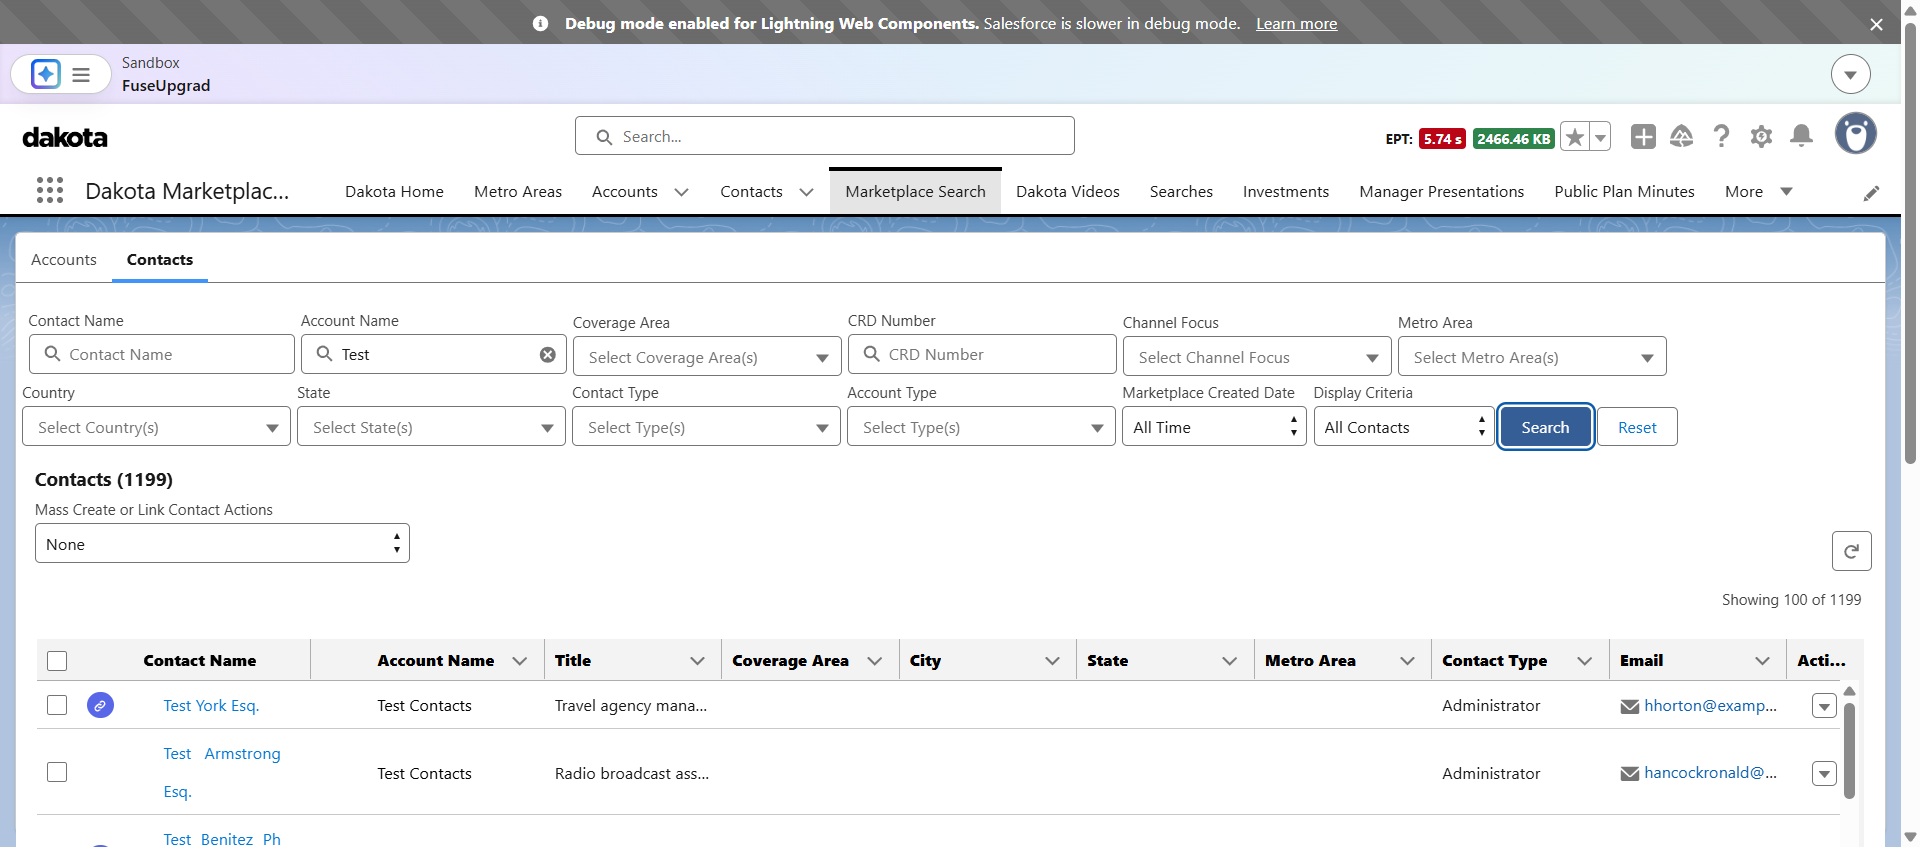 Debug mode enabled for Lightning Web Components. Salesforce is slower in debug mode. Learn more
Sandbox
FuseUpgrad
dakota
Search...
EPT: 5.74 s 2466.46 KB
Dakota Marketplac...
Dakota Home Metro Areas Accounts Contacts Marketplace Search Dakota Videos Searches Investments Manager Presentations Public Plan Minutes More
Accounts Contacts
Contact Name Account Name Coverage Area CRD Number Channel Focus Metro Area
Contact Name Test Select Coverage Area(s) CRD Number Select Channel Focus Select Metro Area(s)
Country State Contact Type Account Type Marketplace Created Date Display Criteria
Select Country(s) Select State(s) Select Type(s) Select Type(s) All Time All Contacts Search Reset
Contacts (1199)
Mass Create or Link Contact Actions
None
Showing 100 of 1199
Contact Name Account Name Title Coverage Area City State Metro Area Contact Type Email Acti...
Test York Esq. Test Contacts Travel agency mana... Administrator hhorton@examp...
Test Armstrong
Esq.
Test Contacts Radio broadcast ass... Administrator hancockronald@...
Test Benitez Ph